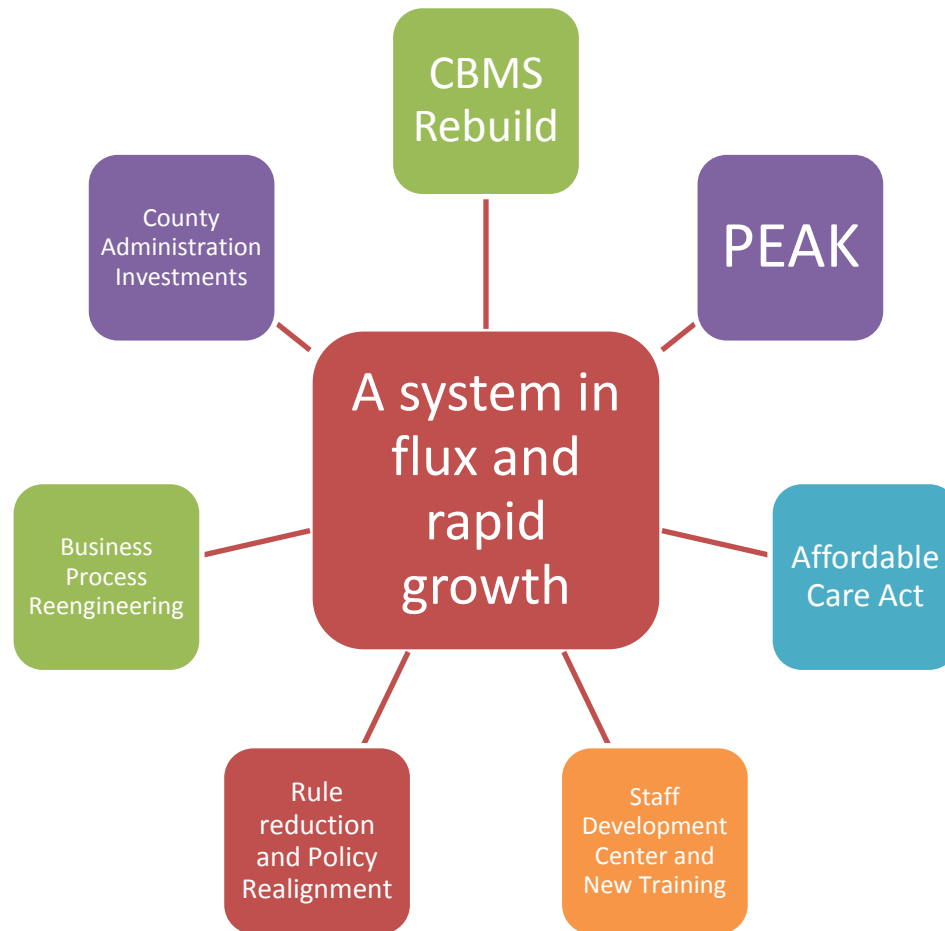 CBMS
Rebuild
PEAK
Affordable
Care Act
Staff
Development
Center and
New Training
Rule
reduction
and Policy
Realignment
Business
Process
Reengineering
County
Administration
Investments
A system in
flux and
rapid
growth